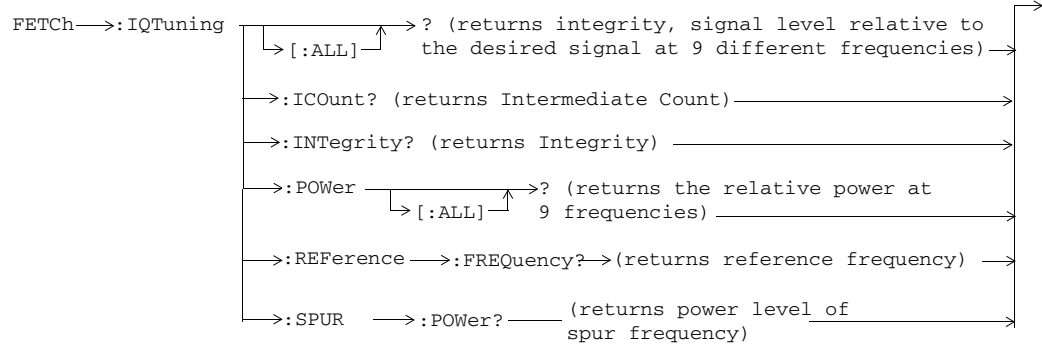 FETCh :IQTuning ? (returns integrity, signal level relative to
[:ALL] the desired signal at 9 different frequencies)
:ICOunt? (returns Intermediate Count)
:INTegrity? (returns Integrity)
:POWer ? (returns the relative power at
[:ALL] 9 frequencies)
:REFerence :FREQuency? (returns reference frequency)
:SPUR :POWer? (returns power level of
spur frequency)